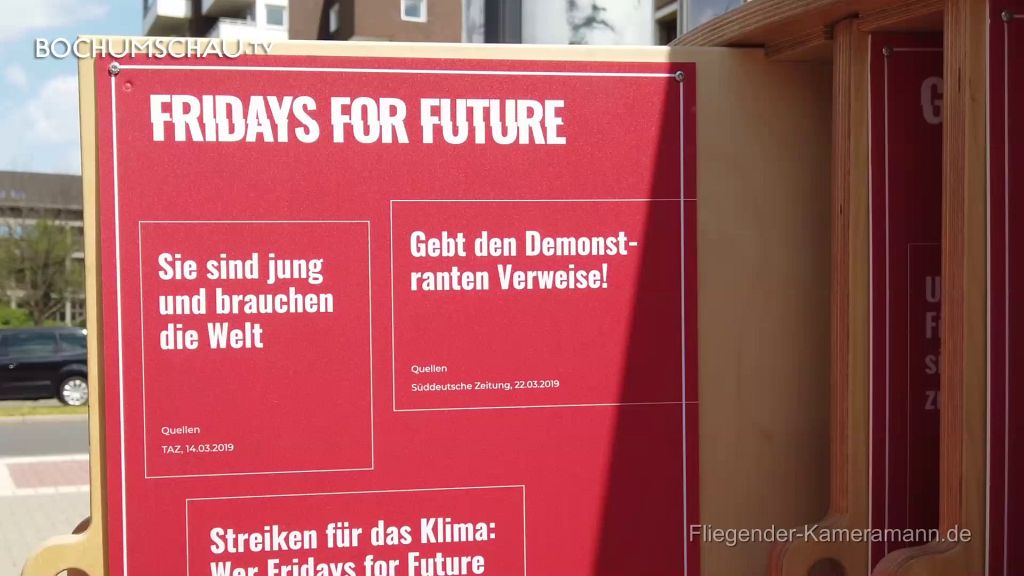 BOCHUMSCHAU.TV
FRIDAYS FOR FUTURE
Sie sind jung
und brauchen
die Welt
Quellen
TAZ, 14.03.2019
Gebt den Demonst-
ranten Verweise!
Quellen
Süddeutsche Zeitung, 22.03.2019
Streiken für das Klima:
Wer Fridays for Future
Fliegender-Kameramann.de